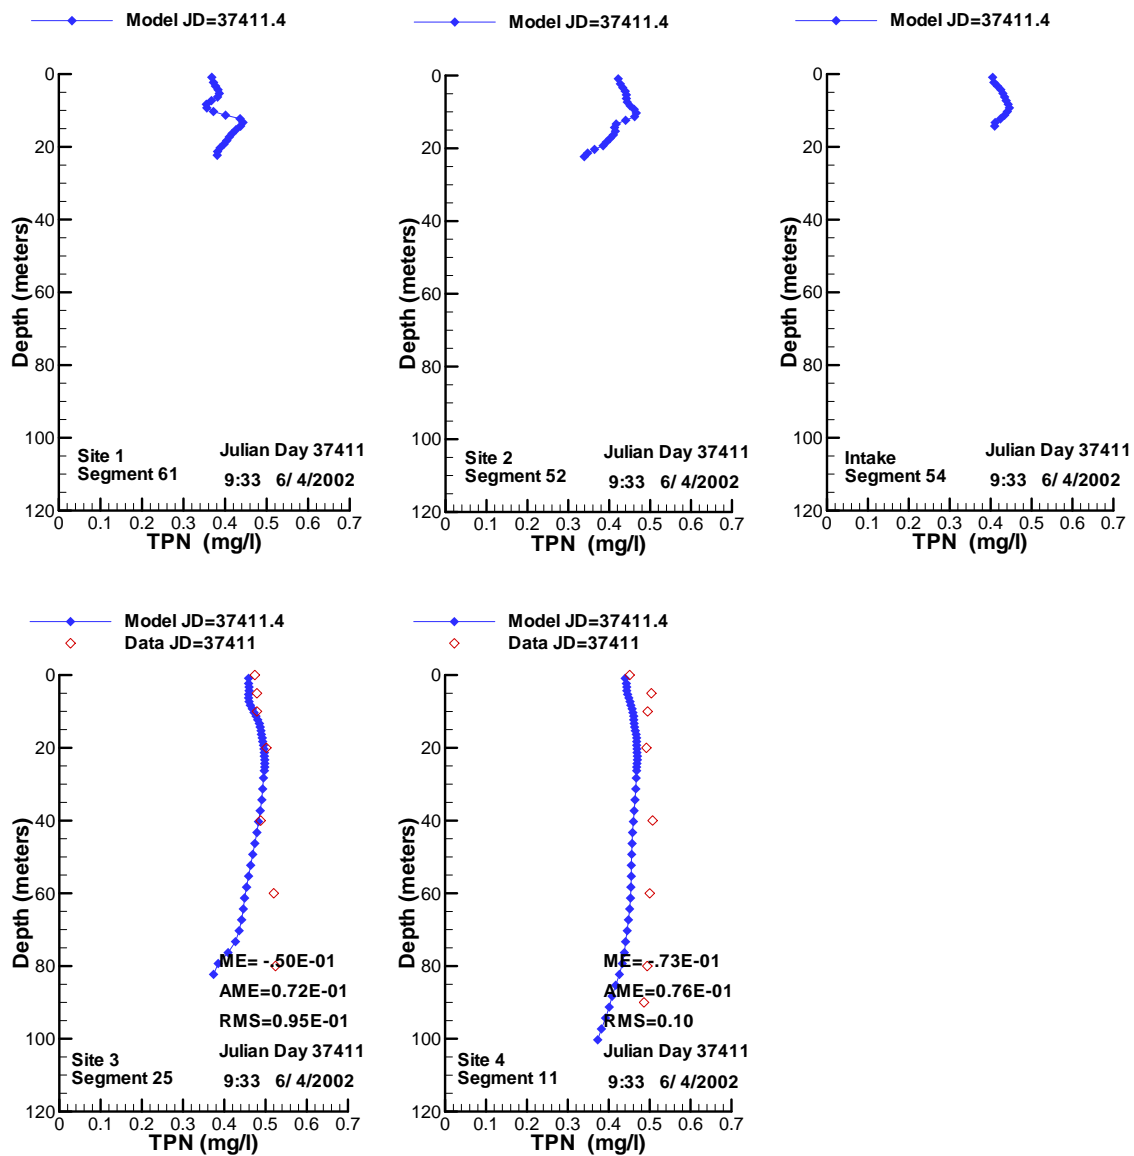 Model JD=37411.4
0
20
40
60
80
100
120
Depth (meters)
Site 1
Segment 61
Julian Day 37411
9:33 6/ 4/2002
0 0.1 0.2 0.3 0.4 0.5 0.6 0.7
TPN (mg/l)
Model JD=37411.4
0
20
40
60
80
100
120
Depth (meters)
Site 2
Segment 52
Julian Day 37411
9:33 6/ 4/2002
0 0.1 0.2 0.3 0.4 0.5 0.6 0.7
TPN (mg/l)
Model JD=37411.4
0
20
40
60
80
100
120
Depth (meters)
Intake
Segment 54
Julian Day 37411
9:33 6/ 4/2002
0 0.1 0.2 0.3 0.4 0.5 0.6 0.7
TPN (mg/l)
Model JD=37411.4
Data JD=37411
0
20
40
60
80
100
120
Depth (meters)
ME= -.50E-01
AME=0.72E-01
RMS=0.95E-01
Site 3
Segment 25
Julian Day 37411
9:33 6/ 4/2002
0 0.1 0.2 0.3 0.4 0.5 0.6 0.7
TPN (mg/l)
Model JD=37411.4
Data JD=37411
0
20
40
60
80
100
120
Depth (meters)
ME= -.73E-01
AME=0.76E-01
RMS=0.10
Site 4
Segment 11
Julian Day 37411
9:33 6/ 4/2002
0 0.1 0.2 0.3 0.4 0.5 0.6 0.7
TPN (mg/l)